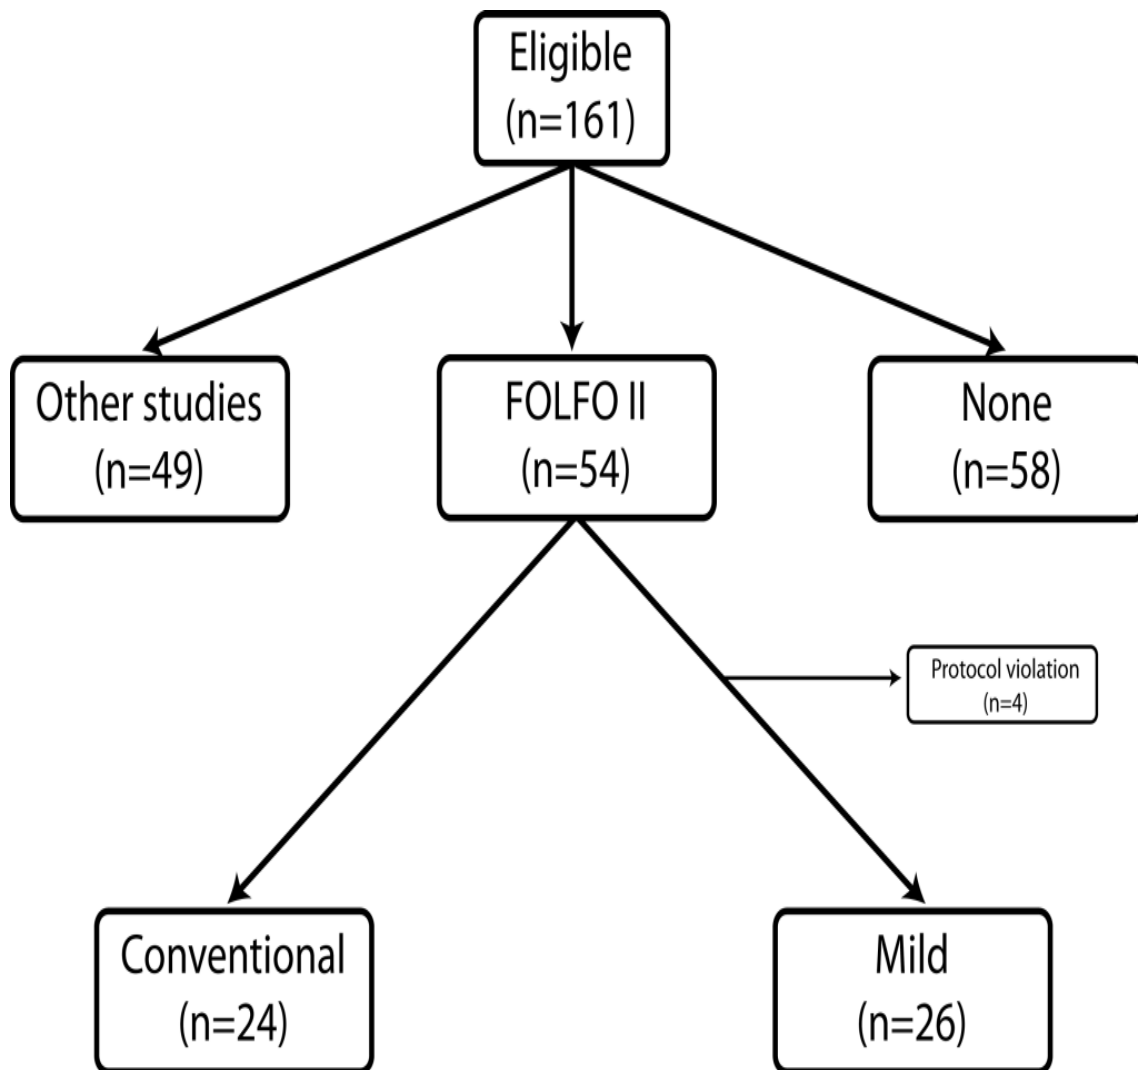 Eligible
(n=161)
Other studies
(n=49)
FOLFO II
(n=54)
None
(n=58)
Protocol violation
(n=4)
Conventional
(n=24)
Mild
(n=26)